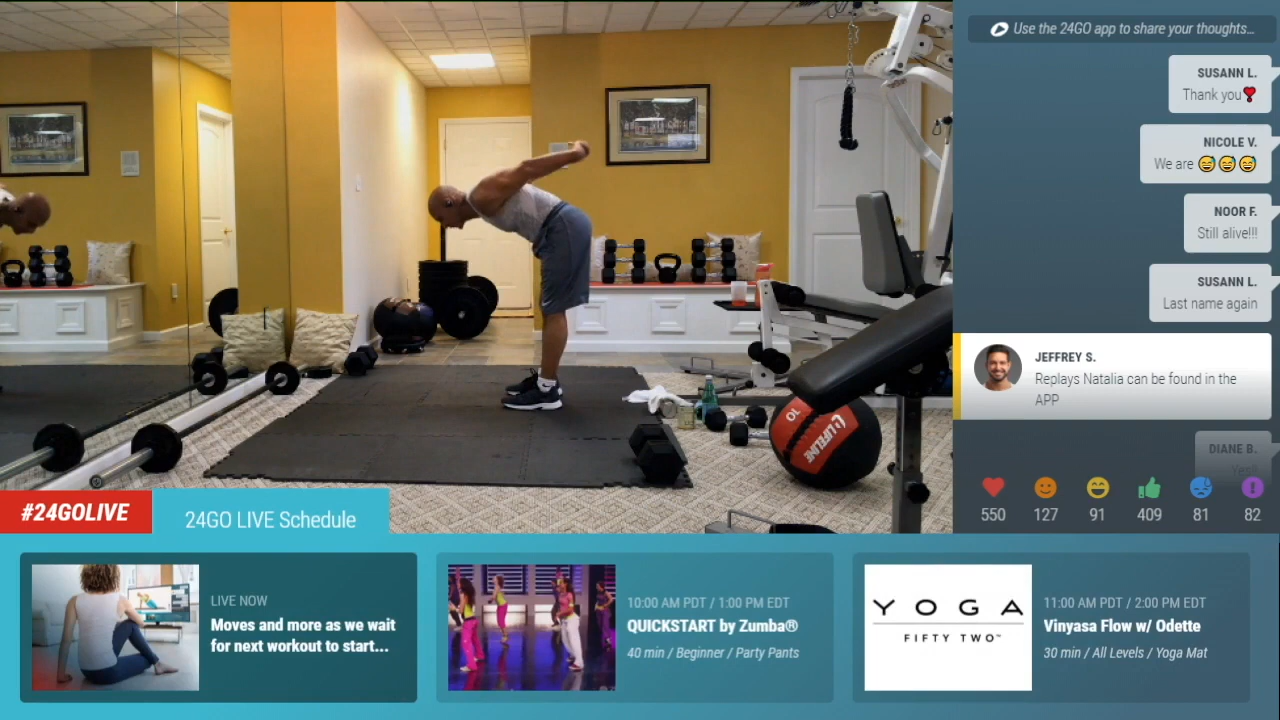 Use the 24GO app to share your thoughts...
SUSANN L.
Thank you
NICOLE V.
We are 😅😅😅
NOOR F.
Still alive!!!
SUSANN L.
Last name again
JEFFREY S.
Replays Natalia can be found in the
APP
DIANE B.
Yes!!
550 127 91 409 81 82
10
LIFELINE
#24GOLIVE
24GO LIVE Schedule
LIVE NOW
Moves and more as we wait
for next workout to start...
10:00 AM PDT / 1:00 PM EDT
QUICKSTART by Zumba®
40 min / Beginner / Party Pants
YOGA
FIFTY TWO™
11:00 AM PDT / 2:00 PM EDT
Vinyasa Flow w/ Odette
30 min / All Levels / Yoga Mat